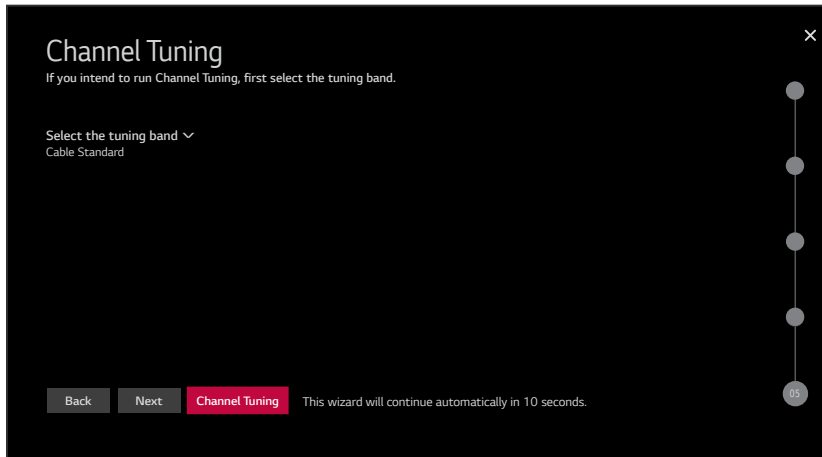 Channel Tuning
If you intend to run Channel Tuning, first select the tuning band.
Select the tuning band
Cable Standard
Back
Next
Channel Tuning
This wizard will continue automatically in 10 seconds.
05